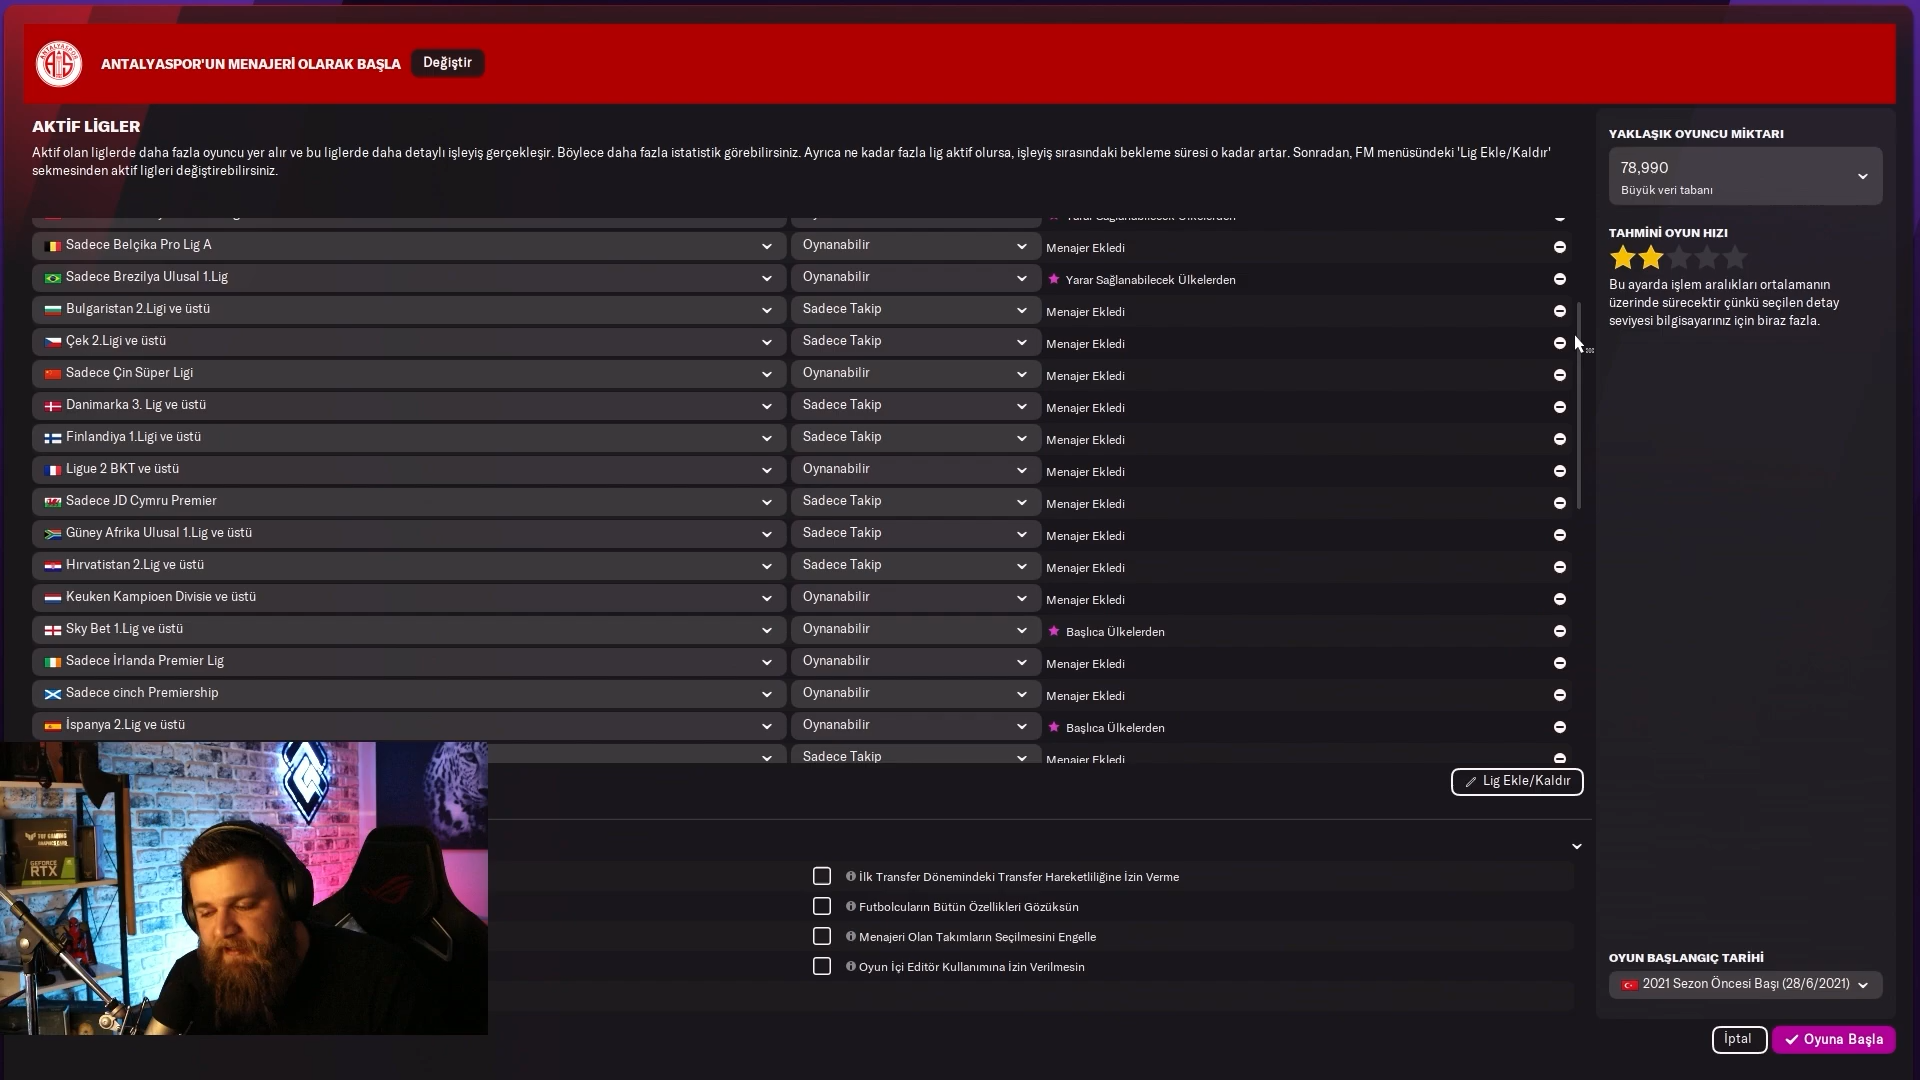 ANTALYASPOR'UN MENAJERİ OLARAK BAŞLA
Değiştir
AKTİF LİGLER
Aktif olan liglerde daha fazla oyuncu yer alır ve bu liglerde daha detaylı işleyiş gerçekleşir. Böylece daha fazla istatistik görebilirsiniz. Ayrıca ne kadar fazla lig aktif olursa, işleyiş sırasındaki bekleme süresi o kadar artar. Sonradan, FM menüsündeki 'Lig Ekle/Kaldır'
sekmesinden aktif ligleri değiştirebilirsiniz.
Yarar Sağlanabilecek Ülkelerden
Sadece Belçika Pro Lig A Oynanabilir Menajer Ekledi
Sadece Brezilya Ulusal 1.Lig Oynanabilir Yarar Sağlanabilecek Ülkelerden
Bulgaristan 2.Ligi ve üstü Sadece Takip Menajer Ekledi
Çek 2.Ligi ve üstü Sadece Takip Menajer Ekledi
Sadece Çin Süper Ligi Oynanabilir Menajer Ekledi
Danimarka 3. Lig ve üstü Sadece Takip Menajer Ekledi
Finlandiya 1.Ligi ve üstü Sadece Takip Menajer Ekledi
Ligue 2 BKT ve üstü Oynanabilir Menajer Ekledi
Sadece JD Cymru Premier Sadece Takip Menajer Ekledi
Güney Afrika Ulusal 1.Lig ve üstü Sadece Takip Menajer Ekledi
Hırvatistan 2.Lig ve üstü Sadece Takip Menajer Ekledi
Keuken Kampioen Divisie ve üstü Oynanabilir Menajer Ekledi
Sky Bet 1.Lig ve üstü Oynanabilir Başlıca Ülkelerden
Sadece İrlanda Premier Lig Oynanabilir Menajer Ekledi
Sadece cinch Premiership Oynanabilir Menajer Ekledi
İspanya 2.Lig ve üstü Oynanabilir Başlıca Ülkelerden
Sadece Takip Menajer Ekledi
Lig Ekle/Kaldır
İlk Transfer Dönemindeki Transfer Hareketliliğine İzin Verme
Futbolcuların Bütün Özellikleri Gözüksün
Menajeri Olan Takımların Seçilmesini Engelle
Oyun İçi Editör Kullanımına İzin Verilmesin
YAKLAŞIK OYUNCU MİKTARI
78,990
Büyük veri tabanı
TAHMİNİ OYUN HIZI
Bu ayarda işlem aralıkları ortalamanın
üzerinde sürecektir çünkü seçilen detay
seviyesi bilgisayarınız için biraz fazla.
OYUN BAŞLANGIÇ TARİHİ
2021 Sezon Öncesi Başı (28/6/2021)
İptal
Oyuna Başla
GEFORCE
RTX